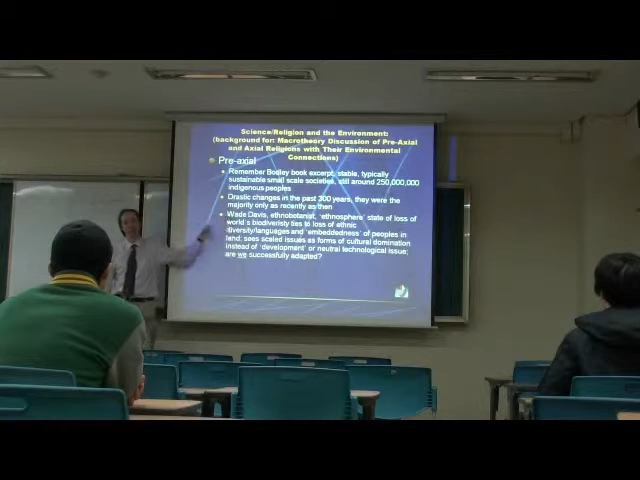 Science/Religion and the Environment:
(background for: Macrotheory Discussion of Pre-Axial
and Axial Religions with Their Environmental
Connections)
Pre-axial
Remember Bodley book excerpt, stable, typically
sustainable small scale societies, still around 250,000,000
indigenous peoples
Drastic changes in the past 300 years, they were the
majority only as recently as then
Wade Davis, ethnobotanist, 'ethnosphere' state of loss of
world's biodiveristy ties to loss of ethnic
diversity/languages and 'embeddedness' of peoples in
land; sees scaled issues as forms of cultural domination
instead of 'development' or neutral technological issue;
are we successfully adapted?